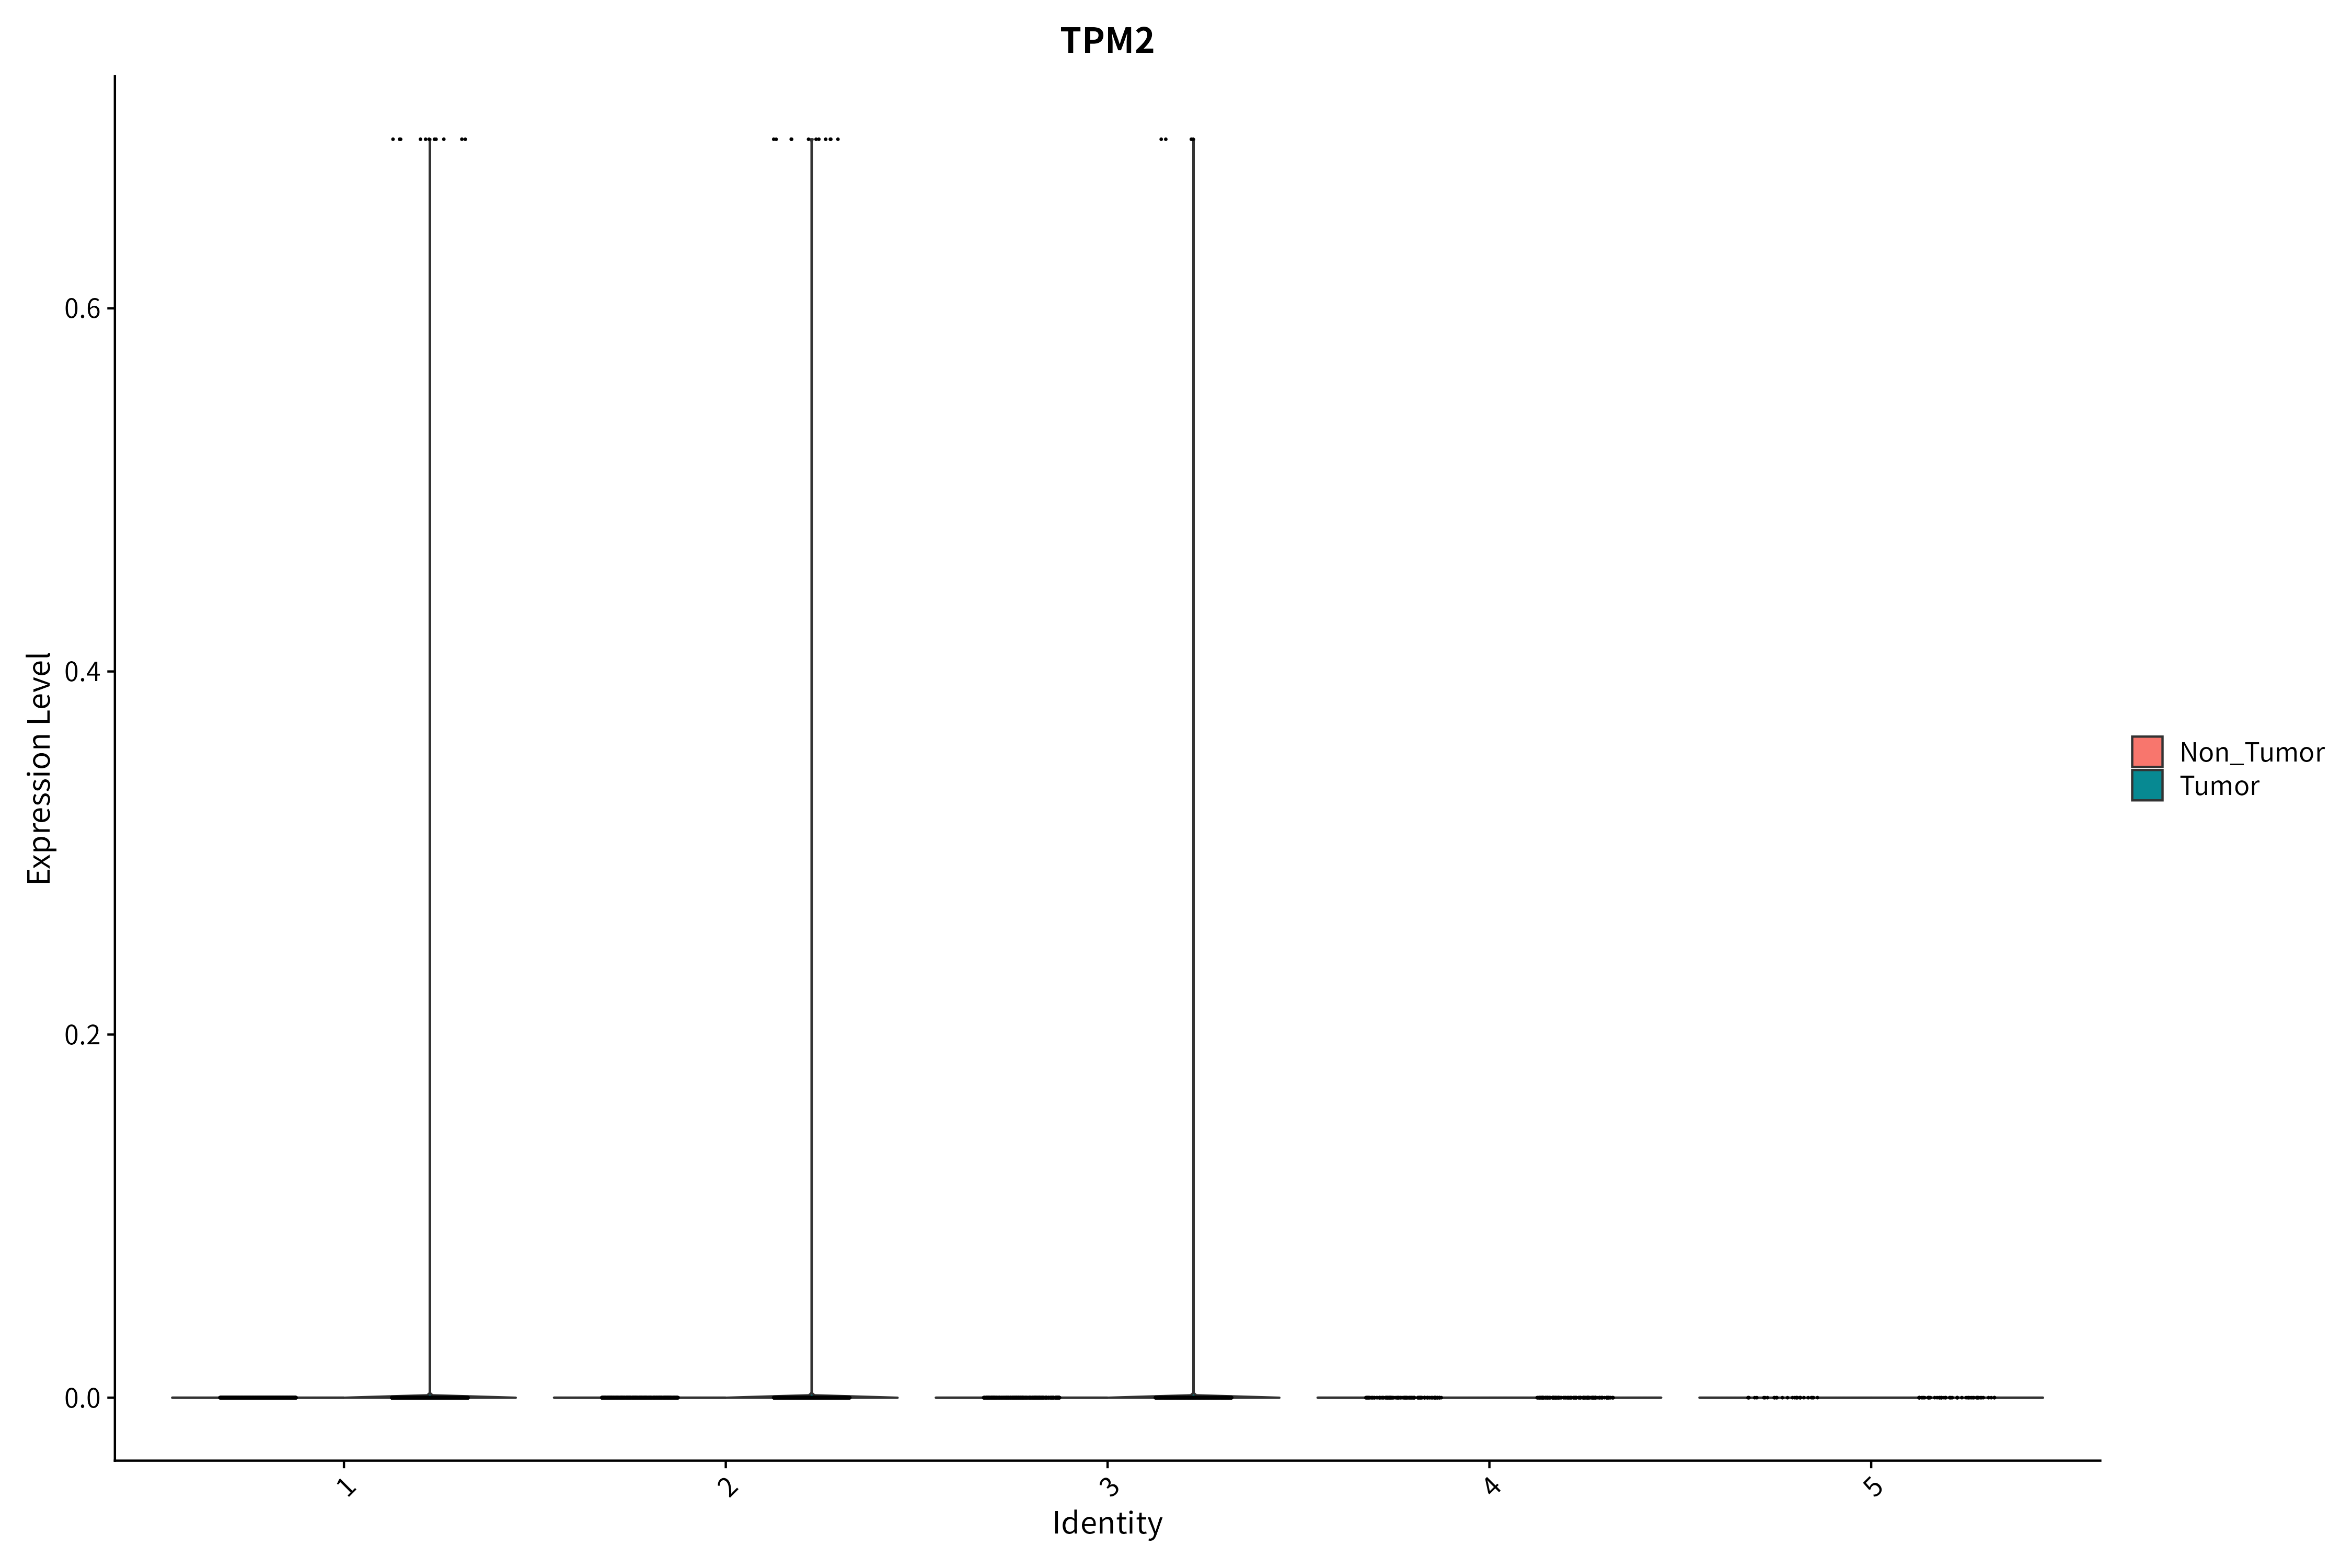 TPM2
Expression Level
0.6
0.4
0.2
0.0
1
2
3
4
5
Identity
Non_Tumor
Tumor